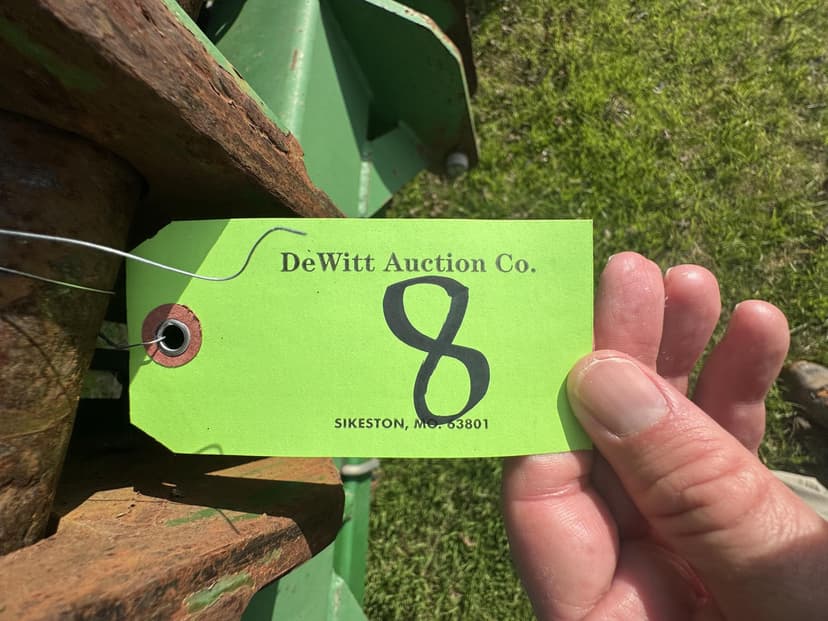 DeWitt Auction Co.
8
SIKESTON, MO. 63801